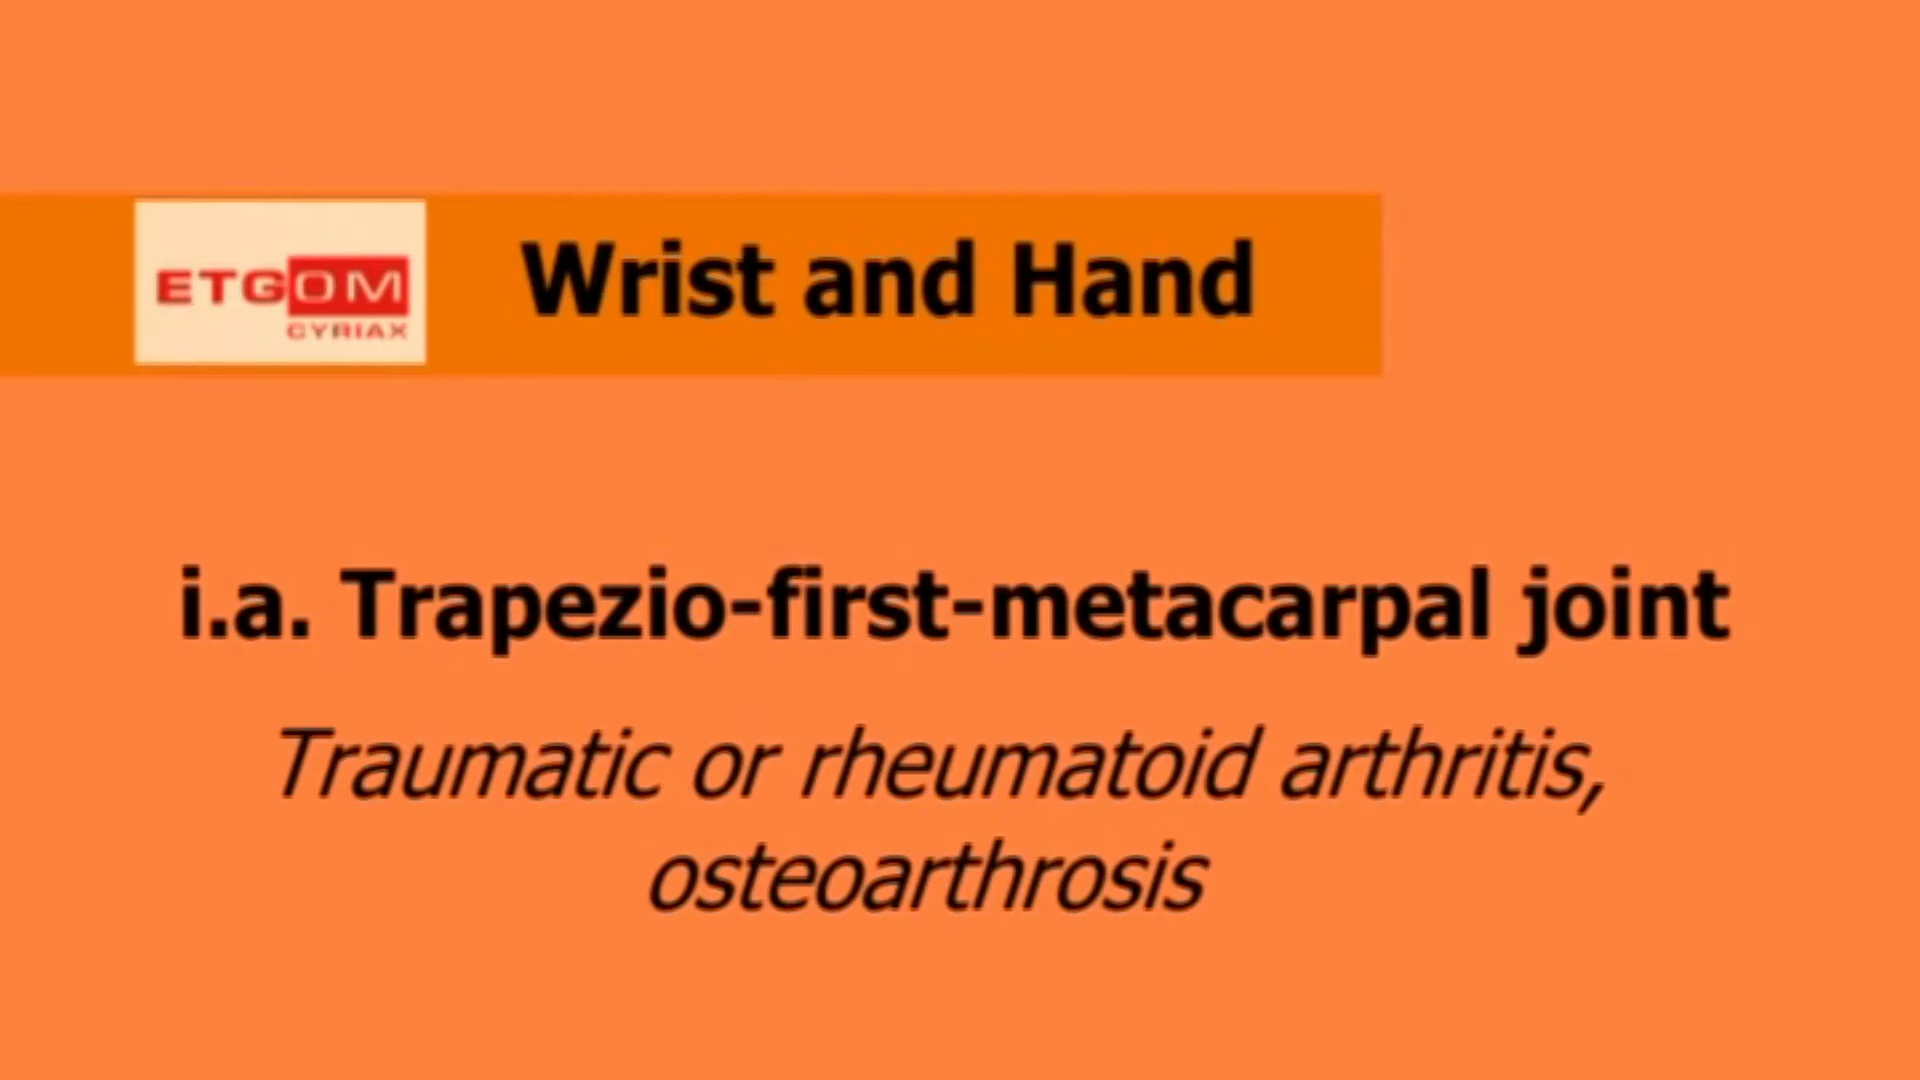 ETGOM
CYRIAX
Wrist and Hand
i.a. Trapezio-first-metacarpal joint
Traumatic or rheumatoid arthritis,
osteoarthrosis